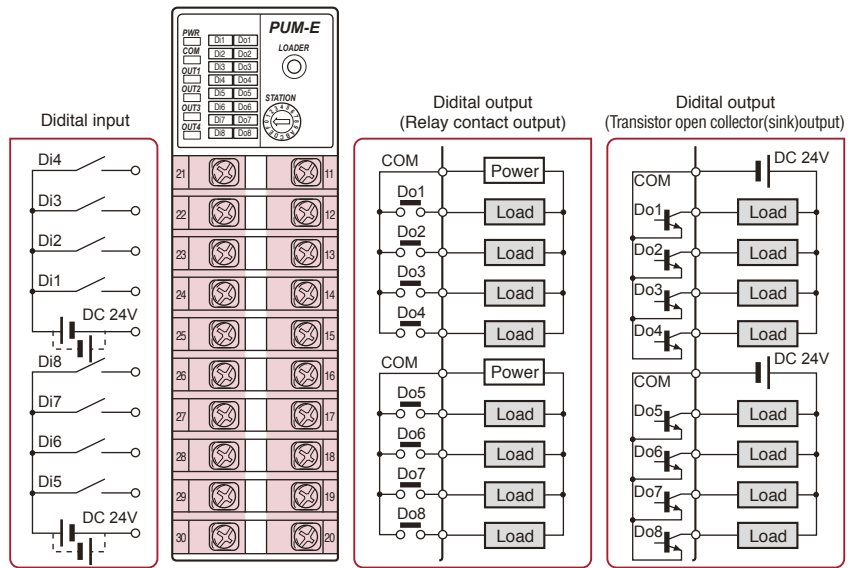 PUM-E
PWR
COM
OUT1
OUT2
OUT3
OUT4
Di1 Do1
Di2 Do2
Di3 Do3
Di4 Do4
Di5 Do5
Di6 Do6
Di7 Do7
Di8 Do8
LOADER
STATION
Didital input
Di4
Di3
Di2
Di1
DC 24V
Di8
Di7
Di6
Di5
DC 24V
21 11
22 12
23 13
24 14
25 15
26 16
27 17
28 18
29 19
30 20
Didital output
(Relay contact output)
COM Power
Do1 Load
Do2 Load
Do3 Load
Do4 Load
COM Power
Do5 Load
Do6 Load
Do7 Load
Do8 Load
Didital output
(Transistor open collector(sink)output)
DC 24V
COM
Do1 Load
Do2 Load
Do3 Load
Do4 Load
DC 24V
COM
Do5 Load
Do6 Load
Do7 Load
Do8 Load